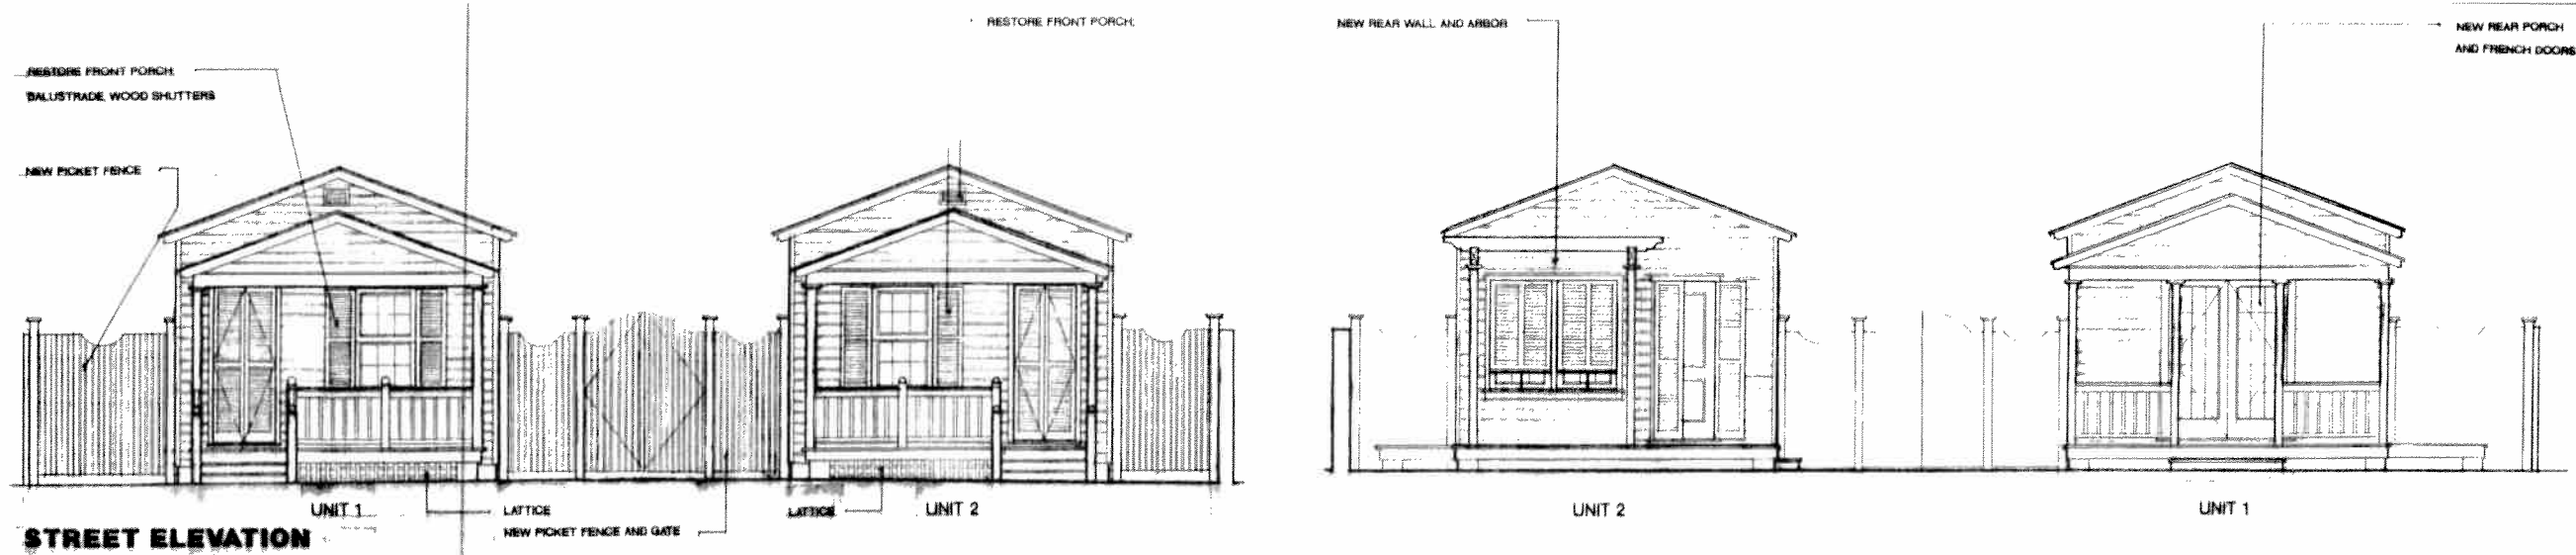 RESTORE FRONT PORCH,
BALUSTRADE, WOOD SHUTTERS
NEW PICKET FENCE
RESTORE FRONT PORCH,
UNIT 1
LATTICE
NEW PICKET FENCE AND GATE
LATTICE
UNIT 2
STREET ELEVATION
NEW REAR WALL AND ARBOR
NEW REAR PORCH
AND FRENCH DOORS
UNIT 2
UNIT 1